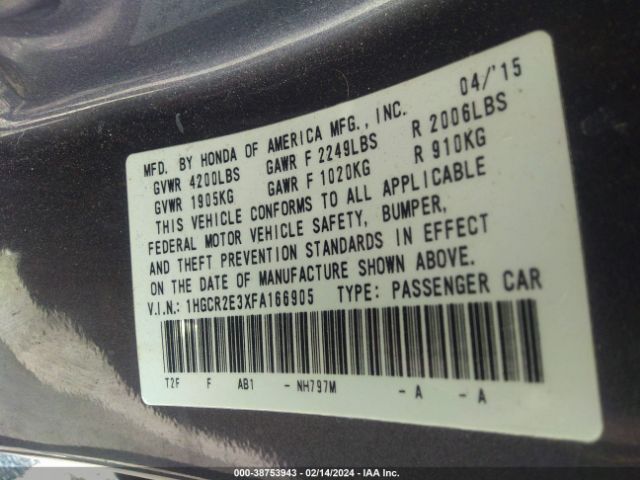 04/'15
MFD. BY HONDA OF AMERICA MFG., INC.
GVWR 4200LBS GAWR F 2249LBS R 2006LBS
GVWR 1905KG GAWR F 1020KG R 910KG
THIS VEHICLE CONFORMS TO ALL APPLICABLE
FEDERAL MOTOR VEHICLE SAFETY, BUMPER,
AND THEFT PREVENTION STANDARDS IN EFFECT
ON THE DATE OF MANUFACTURE SHOWN ABOVE.
V.I.N.: 1HGCR2E3XFA166905 TYPE: PASSENGER CAR
T2F F AB1 -NH797M -A -A
000-38753943 - 02/14/2024 - IAA Inc.